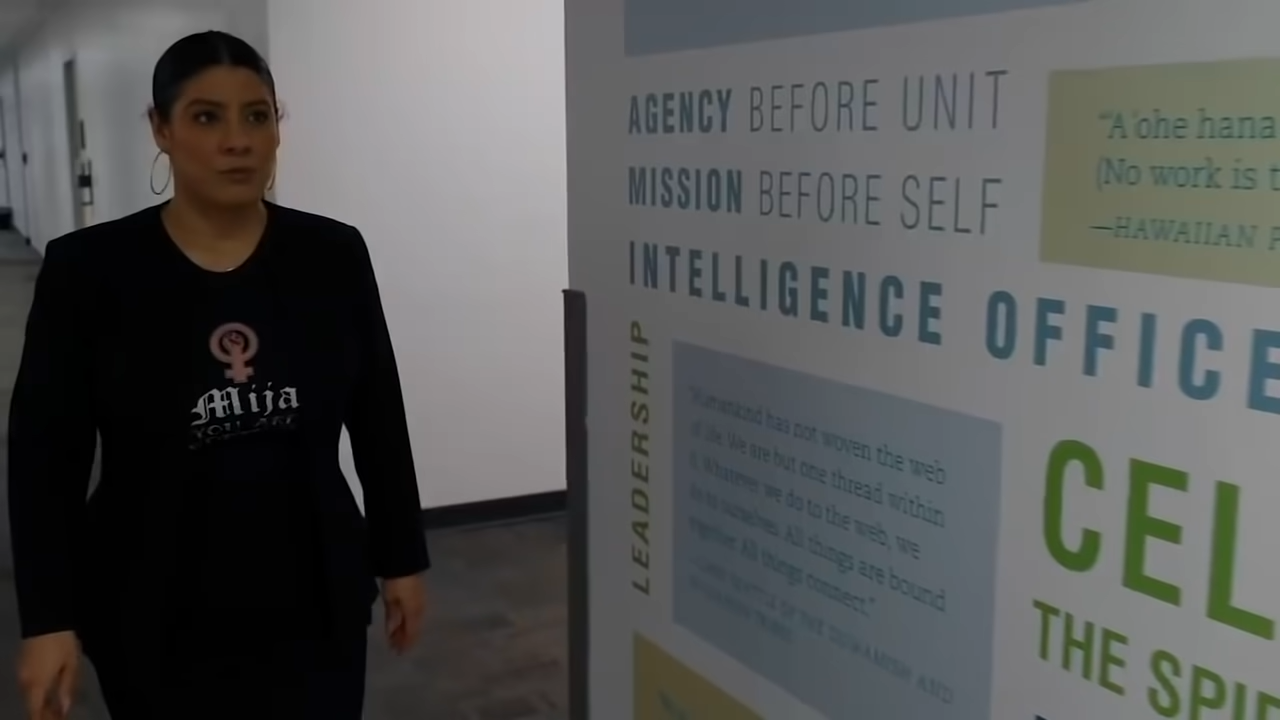 Mija
YOU ARE
AGENCY BEFORE UNIT
MISSION BEFORE SELF
INTELLIGENCE OFFICE
LEADERSHIP
"A'ohe hana
(No work is t
—HAWAIIAN P
"Humankind has not woven the web
of life. We are but one thread within
it. Whatever we do to the web, we
do to ourselves. All things are bound
together. All things connect."
CEL
THE SPI